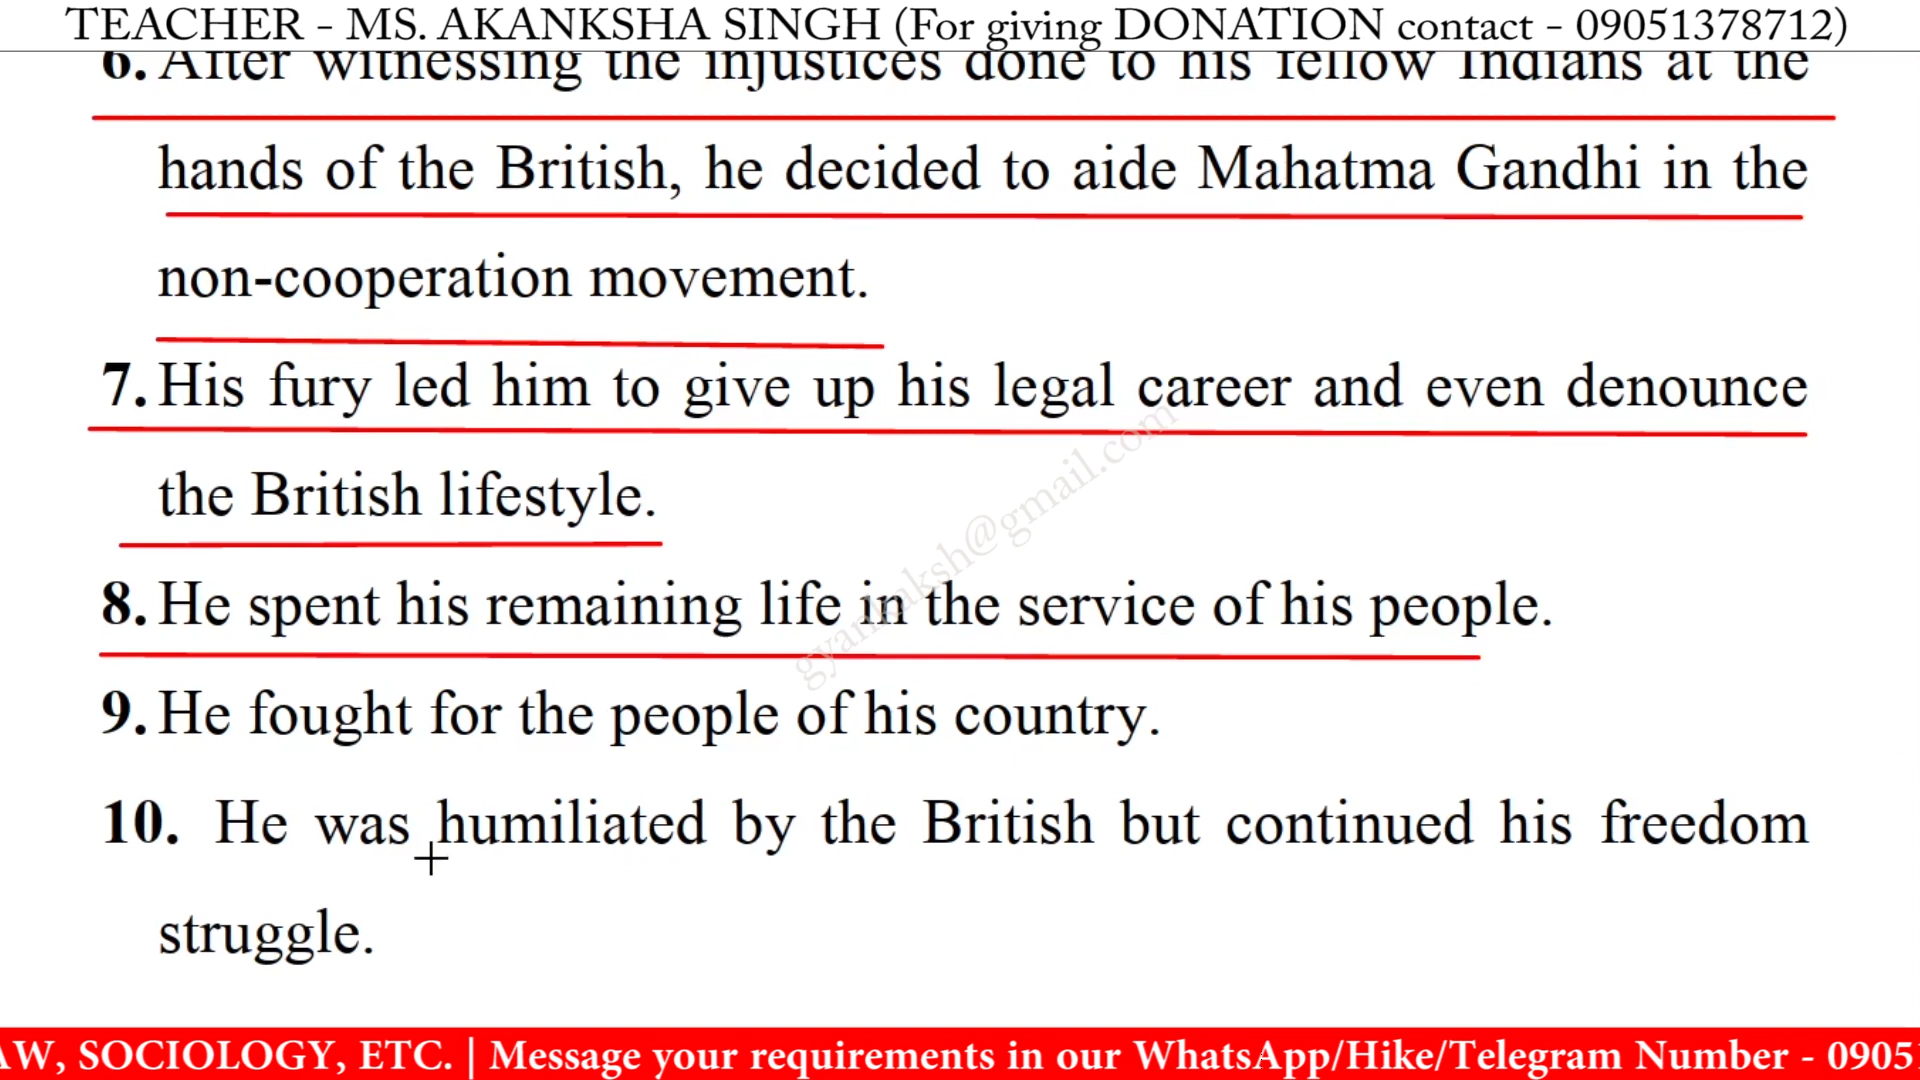 TEACHER - MS. AKANKSHA SINGH (For giving DONATION contact - 09051378712)
6. After witnessing the injustices done to his fellow Indians at the
hands of the British, he decided to aide Mahatma Gandhi in the
non-cooperation movement.
7. His fury led him to give up his legal career and even denounce
the British lifestyle.
gyankaksh@gmail.com
8. He spent his remaining life in the service of his people.
9. He fought for the people of his country.
10. He was humiliated by the British but continued his freedom
struggle.
AW, SOCIOLOGY, ETC. | Message your requirements in our WhatsApp/Hike/Telegram Number - 0905